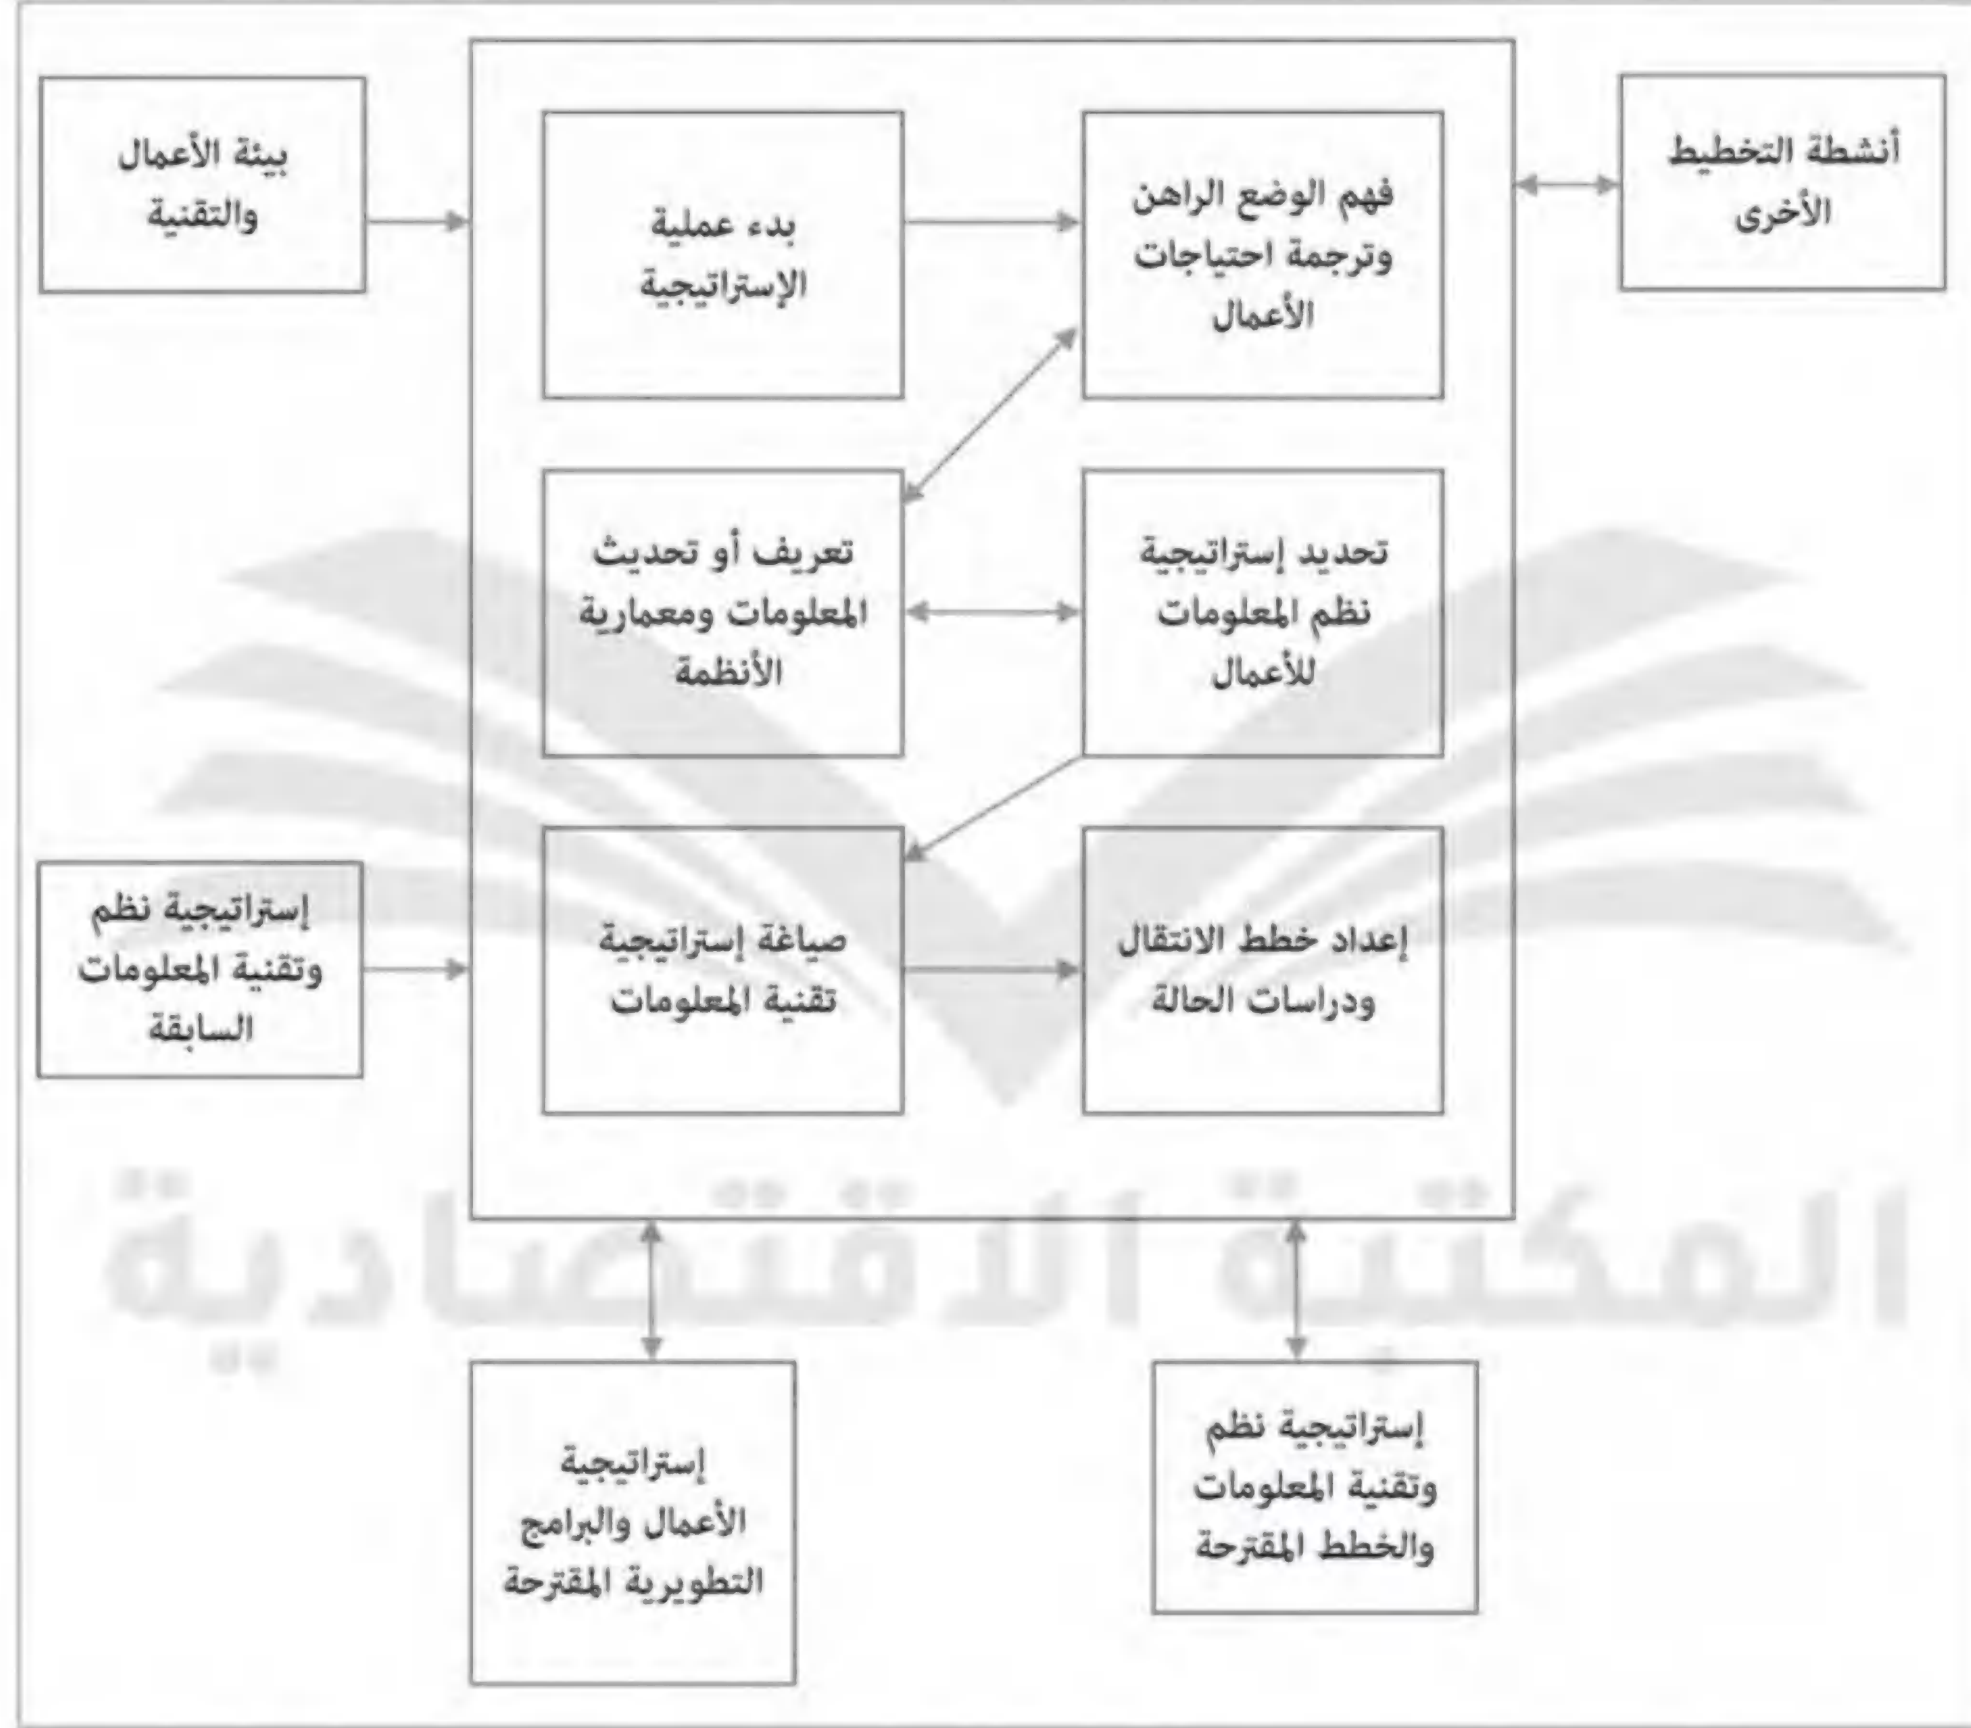 بيئة الأعمال
والتقنية
بدء عملية
الإستراتيجية
فهم الوضع الراهن
وترجمة احتياجات
الأعمال
أنشطة التخطيط
الأخرى
تعريف أو تحديث
المعلومات ومعمارية
الأنظمة
تحديد إستراتيجية
نظم المعلومات
للأعمال
إستراتيجية نظم
وتقنية المعلومات
السابقة
صياغة إستراتيجية
تقنية المعلومات
إعداد خطط الانتقال
ودراسات الحالة
المكتبة الاقتصادية
إستراتيجية
الأعمال والبرامج
التطويرية المقترحة
إستراتيجية نظم
وتقنية المعلومات
والخطط المقترحة